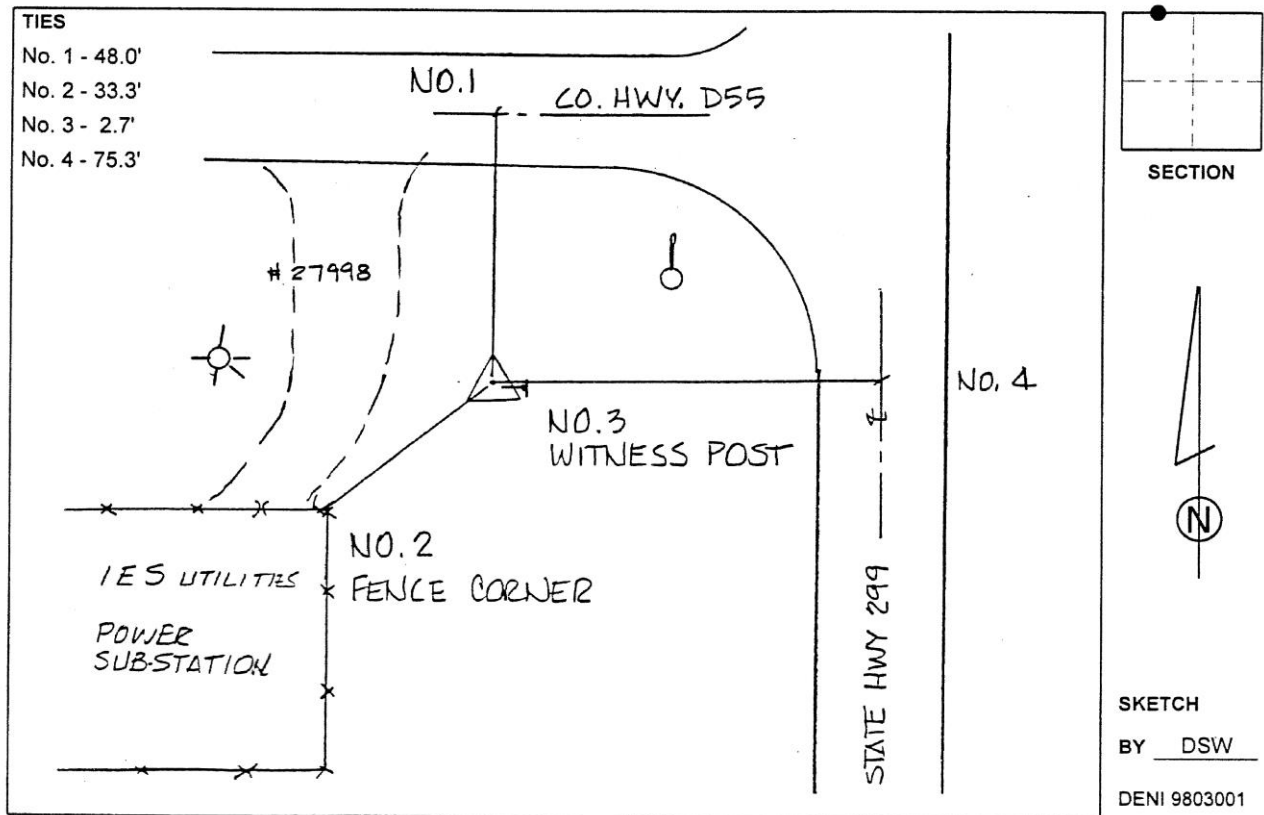 TIES
No. 1 - 48.0'
No. 2 - 33.3'
No. 3 - 2.7'
No. 4 - 75.3'
NO.1
CO. HWY. D55
# 27998
NO.3
WITNESS POST
NO. 4
NO.2
FENCE CORNER
IES UTILITIES
POWER
SUB-STATION
STATE HWY 299
SECTION
N
SKETCH
BY DSW
DENI 9803001